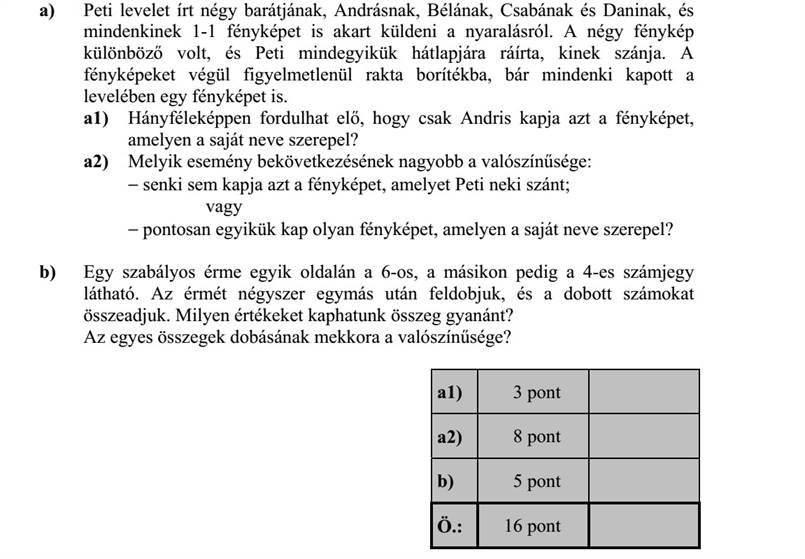 a) Peti levelet írt négy barátjának, Andrásnak, Bélának, Csabának és Daninak, és
mindenkinek 1-1 fényképet is akart küldeni a nyaralásról. A négy fénykép
különböző volt, és Peti mindegyikük hátlapjára ráírta, kinek szánja. A
fényképeket végül figyelmetlenül rakta borítékba, bár mindenki kapott a
levelében egy fényképet is.
a1) Hányféleképpen fordulhat elő, hogy csak Andris kapja azt a fényképet,
amelyen a saját neve szerepel?
a2) Melyik esemény bekövetkezésének nagyobb a valószínűsége:
− senki sem kapja azt a fényképet, amelyet Peti neki szánt;
vagy
− pontosan egyikük kap olyan fényképet, amelyen a saját neve szerepel?
b) Egy szabályos érme egyik oldalán a 6-os, a másikon pedig a 4-es számjegy
látható. Az érmét négyszer egymás után feldobjuk, és a dobott számokat
összeadjuk. Milyen értékeket kaphatunk összeg gyanánt?
Az egyes összegek dobásának mekkora a valószínűsége?
a1) 3 pont
a2) 8 pont
b) 5 pont
Ö.: 16 pont